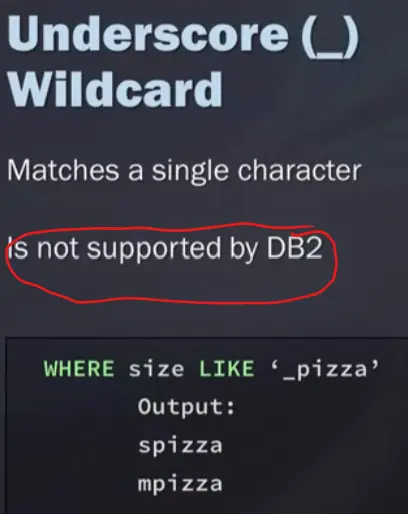 Underscore (_)
Wildcard
Matches a single character
Is not supported by DB2
WHERE size LIKE ‘_pizza’
Output:
spizza
mpizza